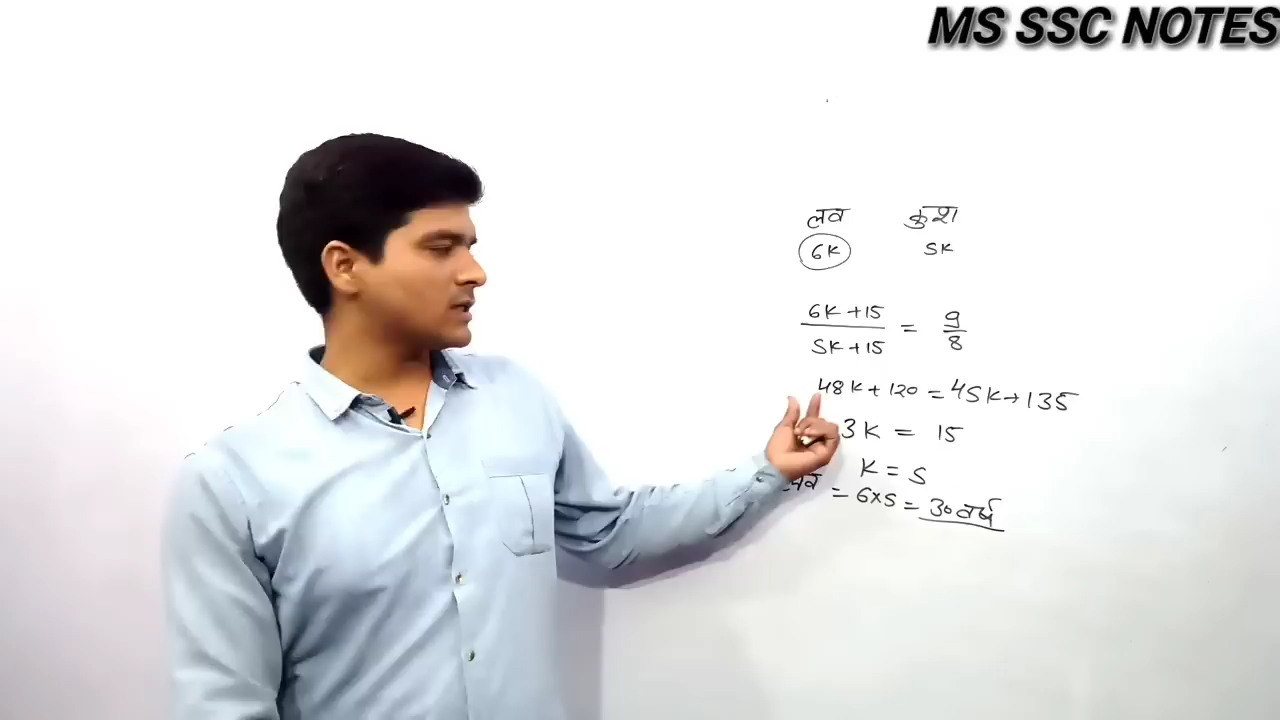 MS SSC NOTES
लव कुश
6K 5K
6K + 15 / 5K + 15 = 9 / 8
48K + 120 = 45K + 135
3K = 15
K = 5
लव = 6×5 = 30 वर्ष